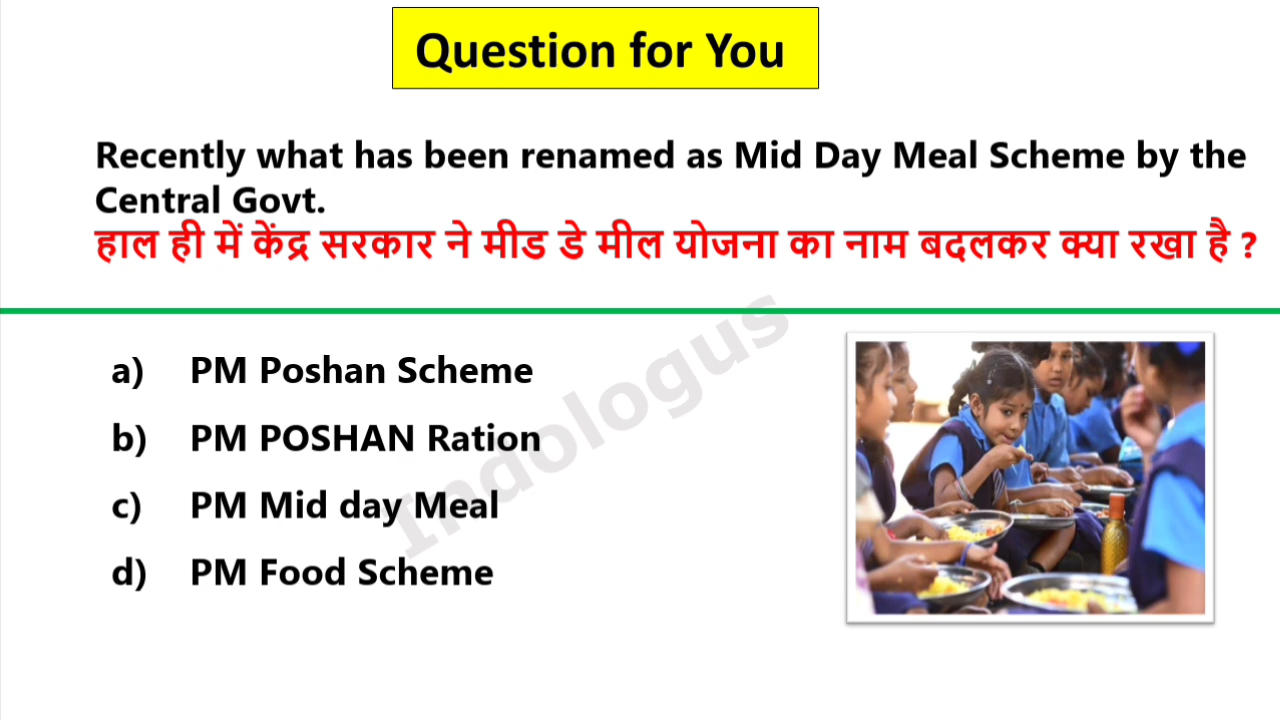 Question for You
Recently what has been renamed as Mid Day Meal Scheme by the
Central Govt.
हाल ही में केंद्र सरकार ने मीड डे मील योजना का नाम बदलकर क्या रखा है ?
a) PM Poshan Scheme
b) PM POSHAN Ration
c) PM Mid day Meal
d) PM Food Scheme
Indologus